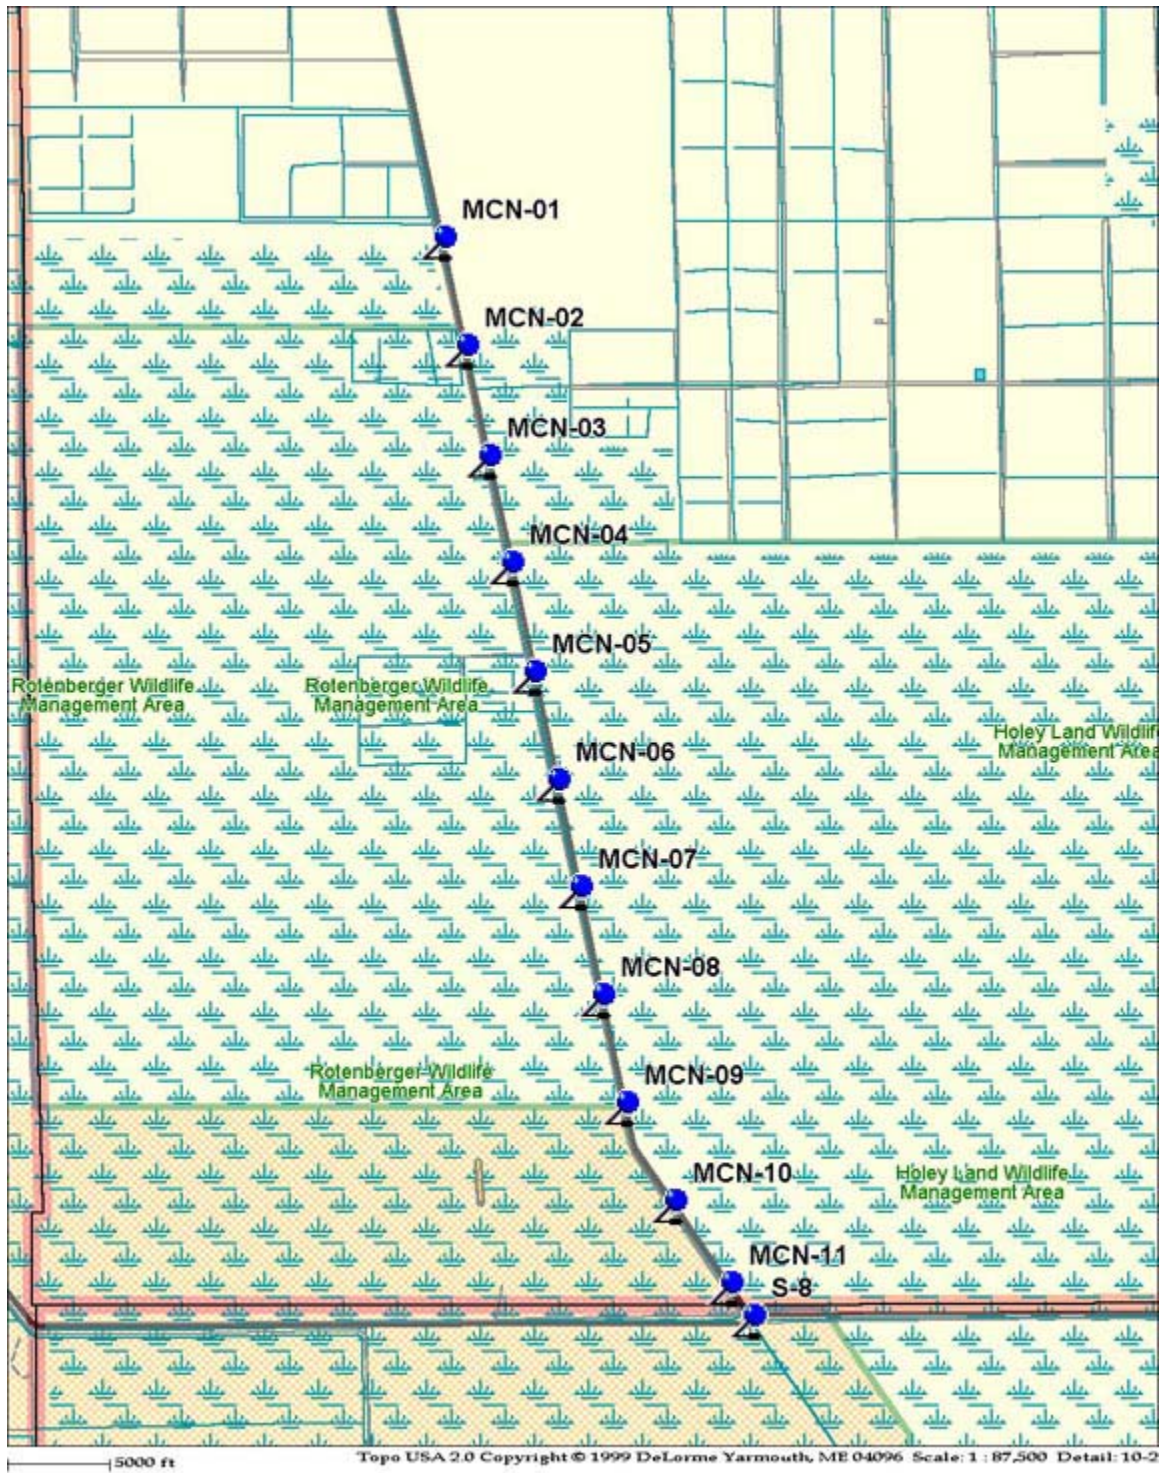 MCN-01
MCN-02
MCN-03
MCN-04
MCN-05
Rotenberger Wildlife
Management Area
Rotenberger Wildlife
Management Area
Holey Land Wildlife
Management Area
MCN-06
MCN-07
MCN-08
Rotenberger Wildlife
Management Area
MCN-09
MCN-10
Holey Land Wildlife
Management Area
MCN-11
S-8
5000 ft
Topo USA 2.0 Copyright © 1999 DeLorme Yarmouth, ME 04096 Scale: 1 : 87,500 Detail: 10-2